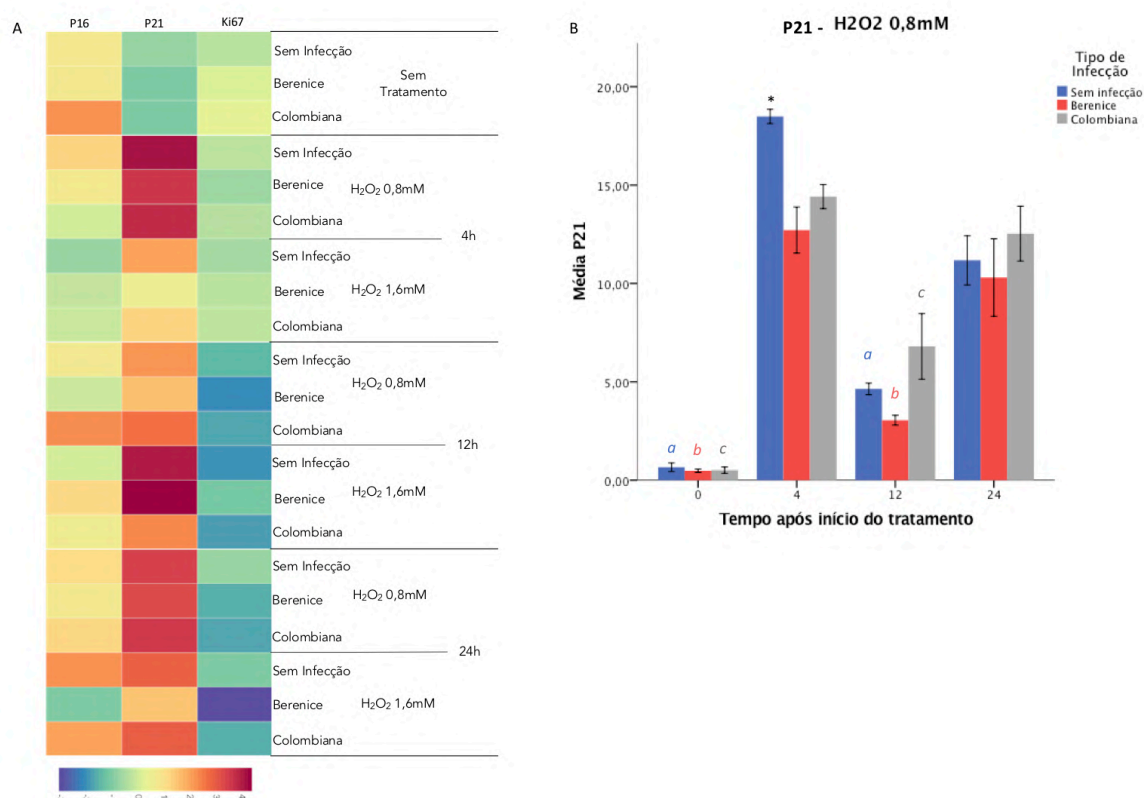 A
P16 P21 Ki67
Sem Infecção
Berenice
Colombiana
Sem
Tratamento
Sem Infecção
Berenice
Colombiana
H2O2 0,8mM
4h
Sem Infecção
Berenice
Colombiana
H2O2 1,6mM
Sem Infecção
Berenice
Colombiana
H2O2 0,8mM
12h
Sem Infecção
Berenice
Colombiana
H2O2 1,6mM
Sem Infecção
Berenice
Colombiana
H2O2 0,8mM
24h
Sem Infecção
Berenice
Colombiana
H2O2 1,6mM
B
P21 - H2O2 0,8mM
Tipo de
Infecção
Sem infecção
Berenice
Colombiana
Média P21
20,00
15,00
10,00
5,00
0,00
*
a b c
a b c
0 4 12 24
Tempo após início do tratamento